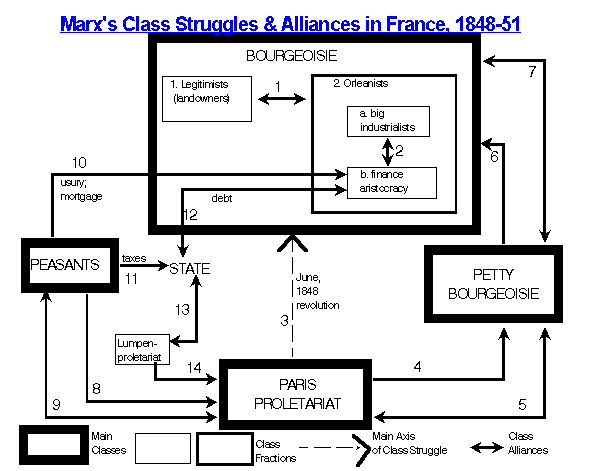 Marx's Class Struggles & Alliances in France, 1848-51
BOURGEOISIE
1. Legitimists
(landowners)
1
2. Orleanists
a. big
industrialists
2
b. finance
aristocracy
7
6
10
usury;
mortgage
debt
12
PEASANTS
taxes
11
STATE
June,
1848
revolution
3
PETTY
BOURGEOISIE
13
Lumpen-
proletariat
14
8
9
PARIS
PROLETARIAT
4
5
Main
Classes
Class
Fractions
Main Axis
of Class Struggle
Class
Alliances